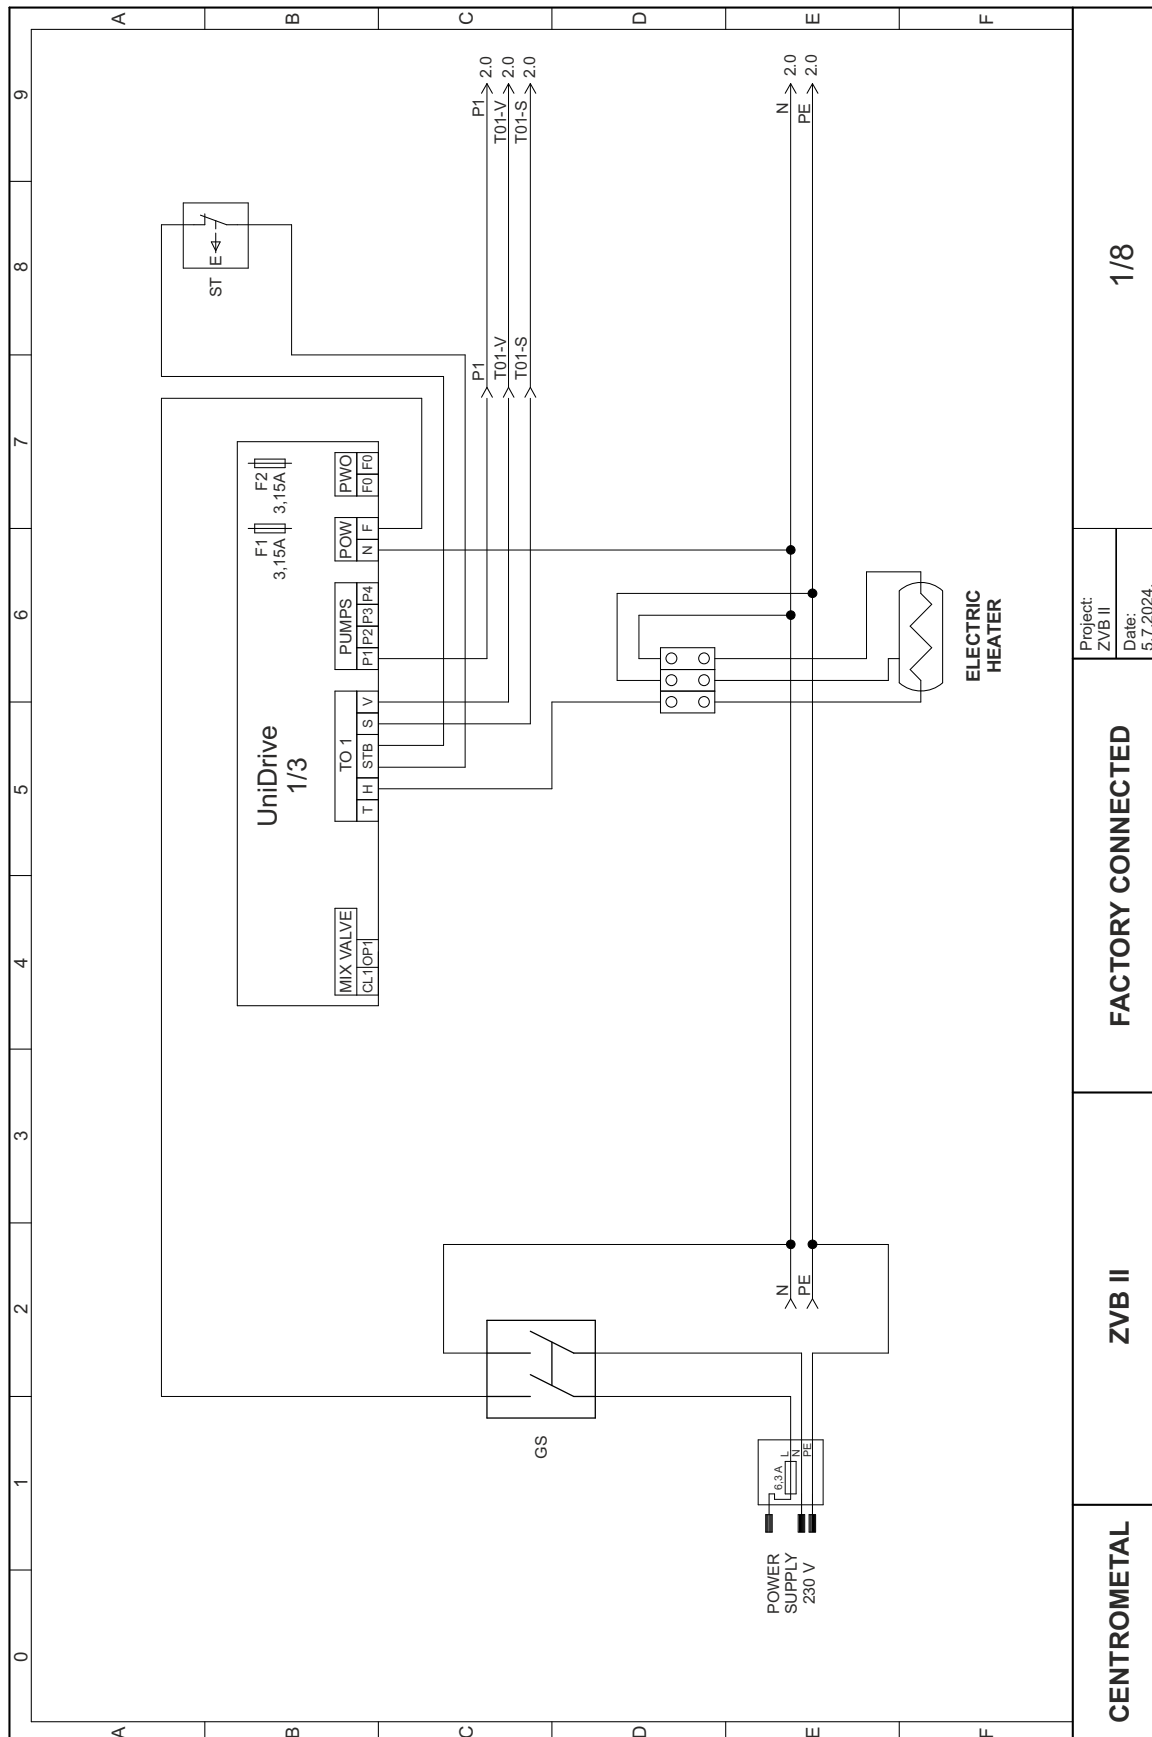 0 1 2 3 4 5 6 7 8 9
A
B
C
D
E
F
A
B
C
D
E
F
ST
E
UniDrive
1/3
F1
3,15A
F2
3,15A
MIX VALVE
CL1 OP1
TO 1
T H STB S V
PUMPS
P1 P2 P3 P4
POW
N F
PWO
F0 F0
P1
T01-V
T01-S
P1 2.0
T01-V 2.0
T01-S 2.0
GS
N
PE
N 2.0
PE 2.0
POWER
SUPPLY
230 V
6,3 A
L
N
PE
ELECTRIC
HEATER
CENTROMETAL
ZVB II
FACTORY CONNECTED
Project:
ZVB II
Date:
5.7.2024.
1/8